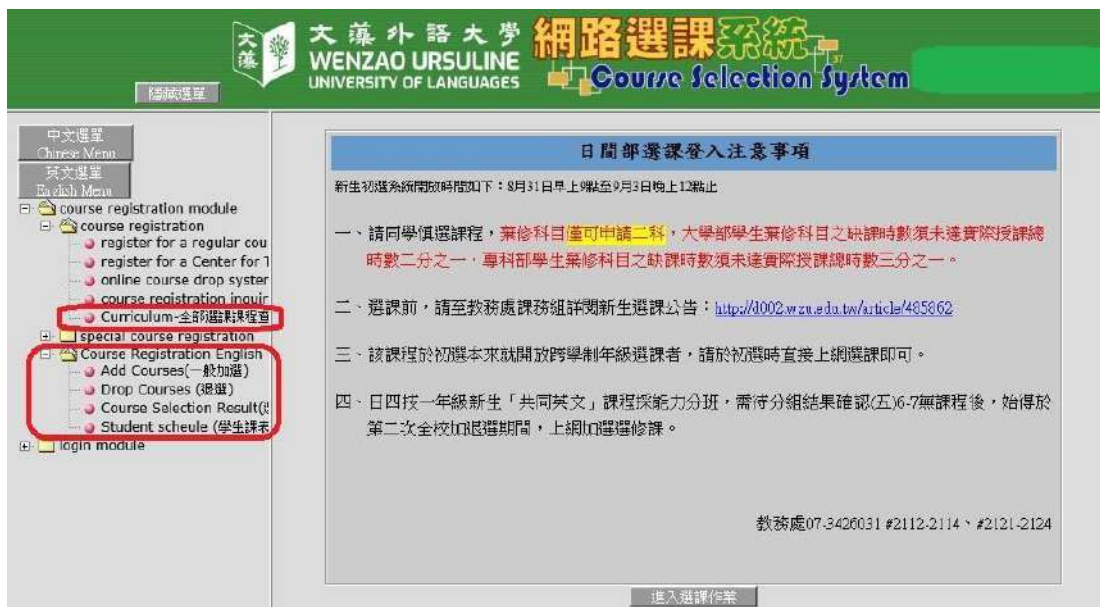 文藻
文藻外語大學
WENZAO URSULINE
UNIVERSITY OF LANGUAGES
網路選課系統
Course Selection System
隱藏選單
中文選單
Chinese Menu
英文選單
English Menu
course registration module
course registration
register for a regular cou
register for a Center for T
online course drop syster
course registration inquir
Curriculum-全部選課課程查
special course registration
Course Registration English
Add Courses(一般加選)
Drop Courses (退選)
Course Selection Result(
Student scheule (學生課表
login module
日間部選課登入注意事項
新生初選系統開放時間如下：8月31日早上9點至9月3日晚上12點止
一、請同學慎選課程，棄修科目僅可申請二科，大學部學生棄修科目之缺課時數須未達實際授課總
時數二分之一，專科部學生棄修科目之缺課時數須未達實際授課總時數三分之一。
二、選課前，請至教務處課務組詳閱新生選課公告：http://d002.wzu.edu.tw/article/485862
三、該課程於初選本來就開放跨學制年級選課者，請於初選時直接上網選課即可。
四、日四技一年級新生「共同英文」課程採能力分班，需待分組結果確認(五)6-7無課程後，始得於
第二次全校加退選期間，上網加選選修課。
教務處07-3426031 #2112-2114、#2121-2124
進入選課作業